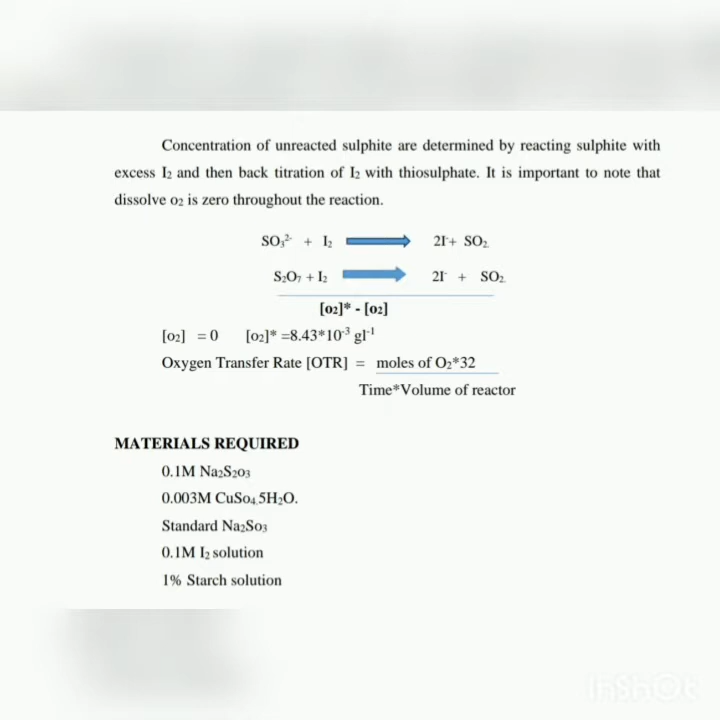 Concentration of unreacted sulphite are determined by reacting sulphite with
excess I₂ and then back titration of I₂ with thiosulphate. It is important to note that
dissolve o₂ is zero throughout the reaction.
SO₃²⁻ + I₂ 2I⁻+ SO₂
S₂O₇ + I₂ 2I⁻ + SO₂
[o₂]* - [o₂]
[o₂] = 0 [o₂]* =8.43*10⁻³ gl⁻¹
Oxygen Transfer Rate [OTR] = moles of O₂*32
Time*Volume of reactor
MATERIALS REQUIRED
0.1M Na₂S₂o₃
0.003M CuSo₄.5H₂O.
Standard Na₂So₃
0.1M I₂ solution
1% Starch solution
InShOt